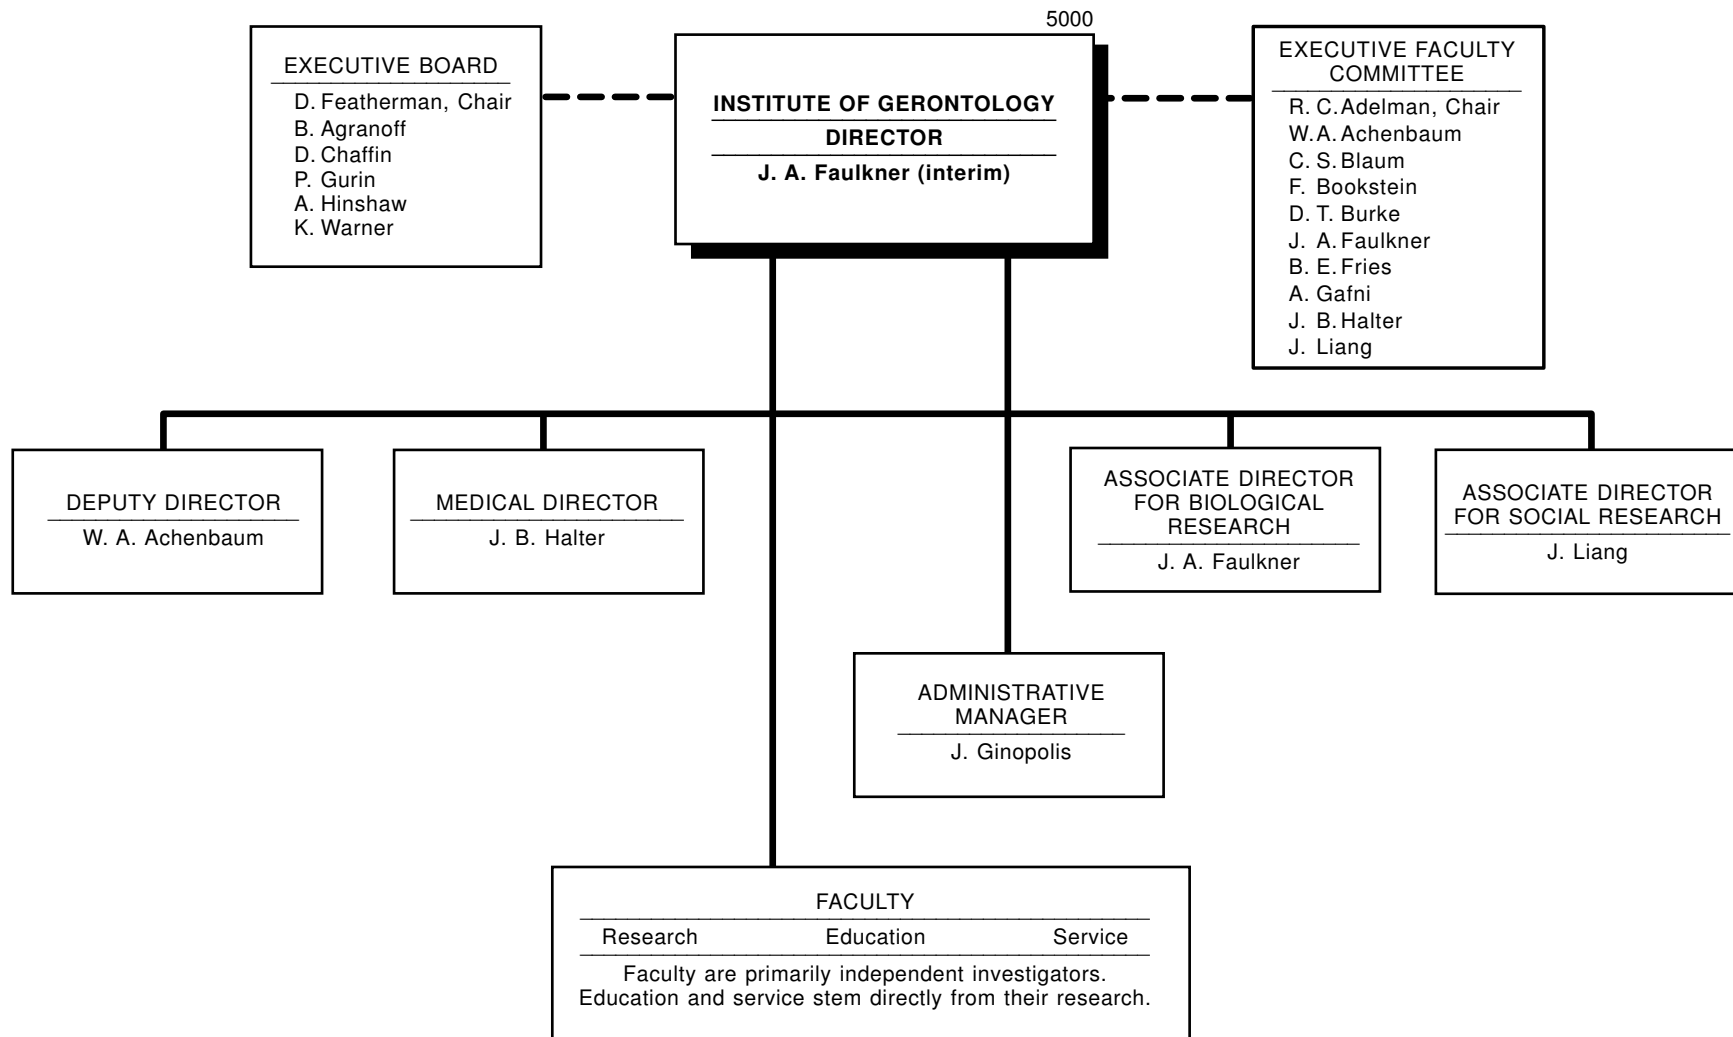 5000
EXECUTIVE BOARD
D. Featherman, Chair
B. Agranoff
D. Chaffin
P. Gurin
A. Hinshaw
K. Warner
INSTITUTE OF GERONTOLOGY
DIRECTOR
J. A. Faulkner (interim)
EXECUTIVE FACULTY
COMMITTEE
R. C. Adelman, Chair
W. A. Achenbaum
C. S. Blaum
F. Bookstein
D. T. Burke
J. A. Faulkner
B. E. Fries
A. Gafni
J. B. Halter
J. Liang
DEPUTY DIRECTOR
W. A. Achenbaum
MEDICAL DIRECTOR
J. B. Halter
ASSOCIATE DIRECTOR
FOR BIOLOGICAL
RESEARCH
J. A. Faulkner
ASSOCIATE DIRECTOR
FOR SOCIAL RESEARCH
J. Liang
ADMINISTRATIVE
MANAGER
J. Ginopolis
FACULTY
Research Education Service
Faculty are primarily independent investigators.
Education and service stem directly from their research.